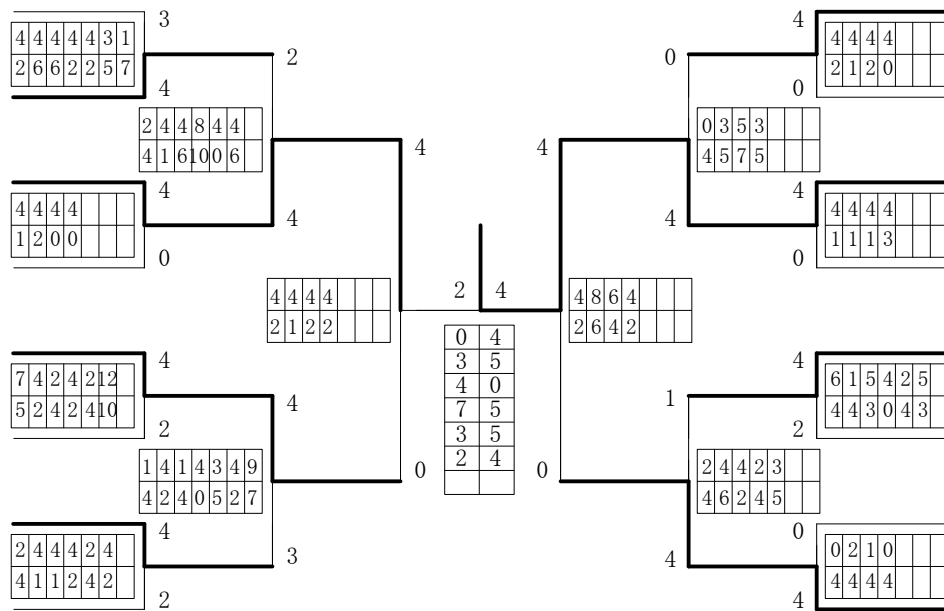 3 4
4 4 4 4 4 3 1 4 4 4 4
2 0
2 6 6 2 2 5 7 2 1 2 0
4 0
2 4 4 8 4 4 0 3 5 3
4 1 6 10 0 6 4 4 4 5 7 5
4 4
4 4 4 4 4 4 4 4 4 4
1 2 0 0 1 1 1 3
0 0
4 4 4 4 2 4 4 8 6 4
2 1 2 2 2 6 4 2
0 4
4 3 5 4
7 4 2 4 2 12 4 0 6 1 5 4 2 5
4 1
5 2 4 2 4 10 7 5 4 4 3 0 4 3
2 3 5 2
1 4 1 4 3 4 9 2 4 2 4 4 2 3
0 0
4 2 4 0 5 2 7 4 6 2 4 5
4 0
2 4 4 4 2 4 0 2 1 0
3 4
4 1 1 2 4 2 4 4 4 4
2 4